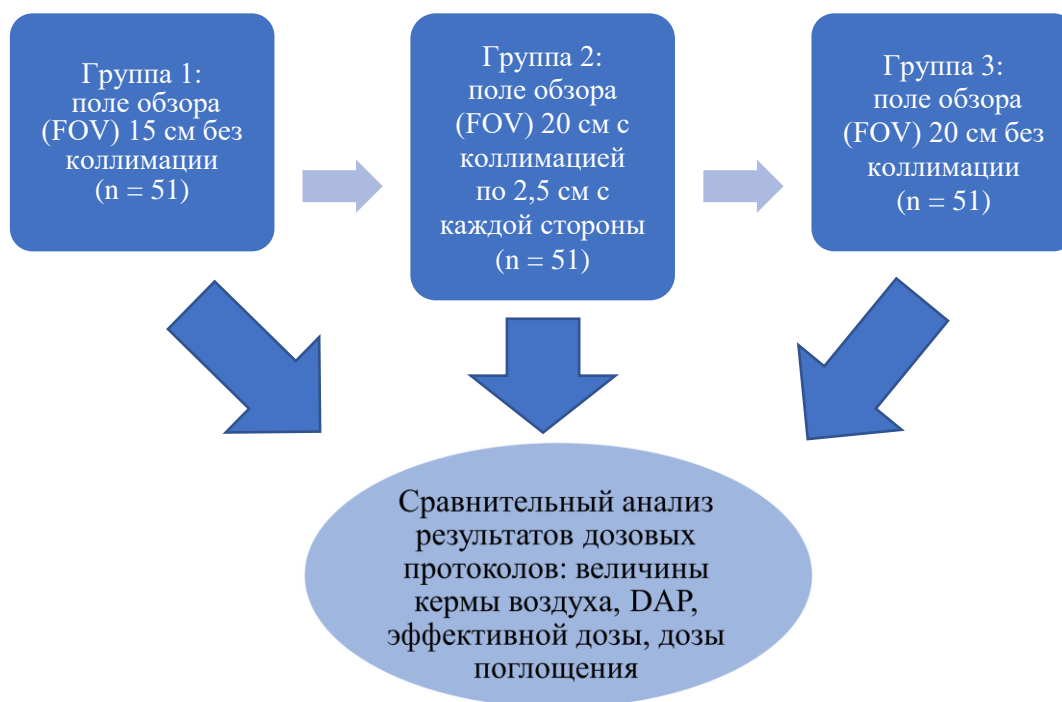 Группа 1:
поле обзора
(FOV) 15 см без
коллимации
(n = 51)
Группа 2:
поле обзора
(FOV) 20 см с
коллимацией
по 2,5 см с
каждой стороны
(n = 51)
Группа 3:
поле обзора
(FOV) 20 см без
коллимации
(n = 51)
Сравнительный анализ
результатов дозовых
протоколов: величины
кермы воздуха, DAP,
эффективной дозы, дозы
поглощения